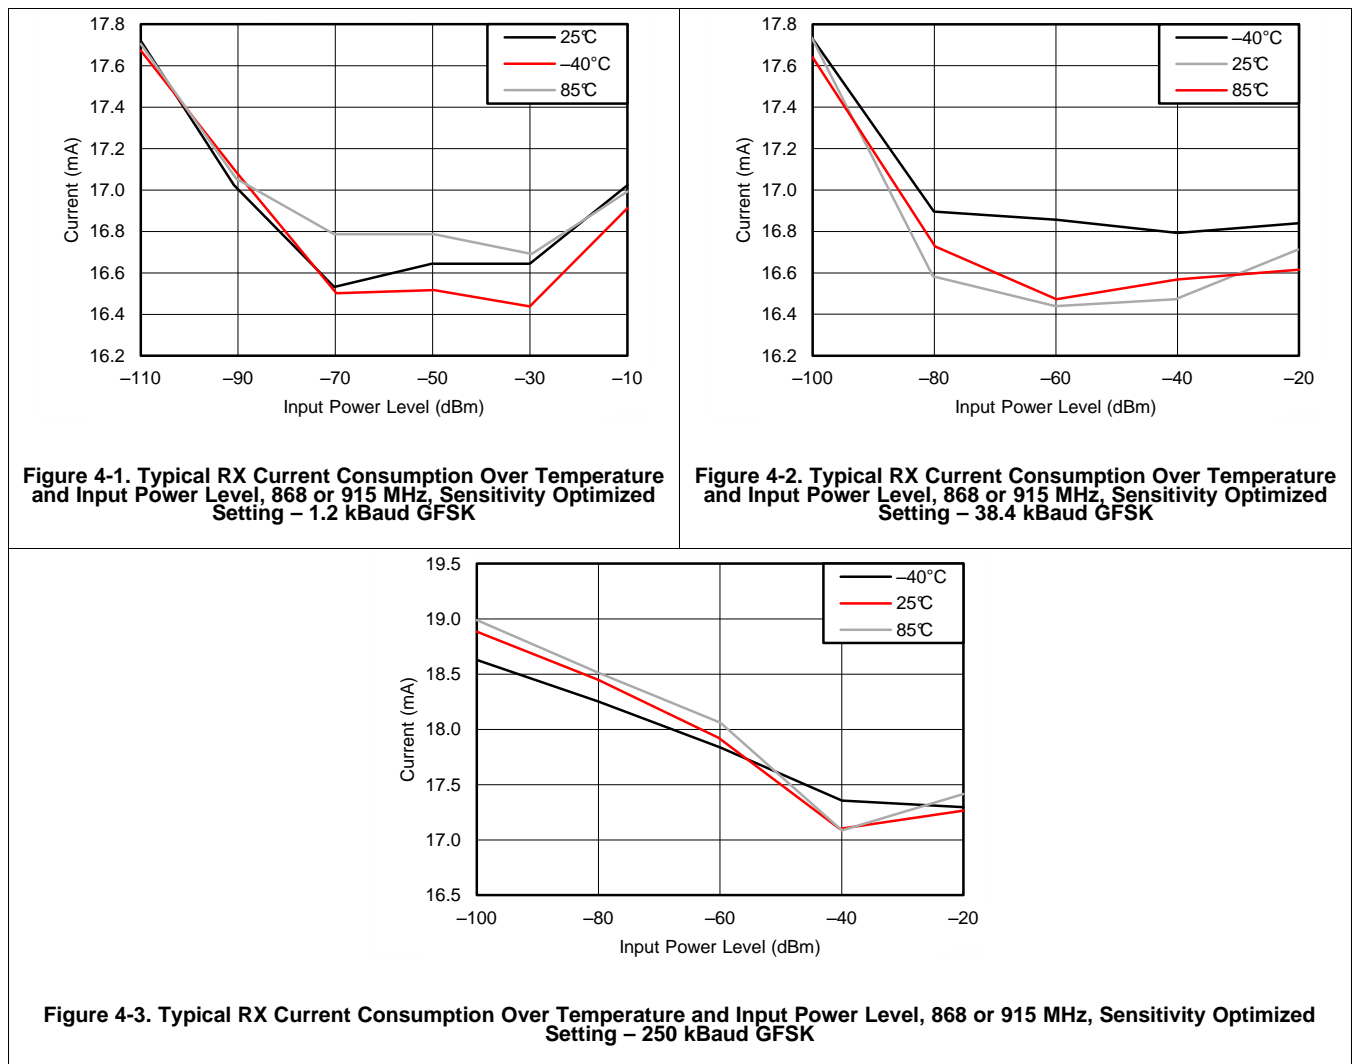 17.8
17.6
17.4
17.2
17.0
16.8
16.6
16.4
16.2
Current (mA)
25°C
–40°C
85°C
–110 –90 –70 –50 –30 –10
Input Power Level (dBm)
Figure 4-1. Typical RX Current Consumption Over Temperature
and Input Power Level, 868 or 915 MHz, Sensitivity Optimized
Setting – 1.2 kBaud GFSK
17.8
17.6
17.4
17.2
17.0
16.8
16.6
16.4
16.2
Current (mA)
–40°C
25°C
85°C
–100 –80 –60 –40 –20
Input Power Level (dBm)
Figure 4-2. Typical RX Current Consumption Over Temperature
and Input Power Level, 868 or 915 MHz, Sensitivity Optimized
Setting – 38.4 kBaud GFSK
19.5
19.0
18.5
18.0
17.5
17.0
16.5
Current (mA)
–40°C
25°C
85°C
–100 –80 –60 –40 –20
Input Power Level (dBm)
Figure 4-3. Typical RX Current Consumption Over Temperature and Input Power Level, 868 or 915 MHz, Sensitivity Optimized
Setting – 250 kBaud GFSK